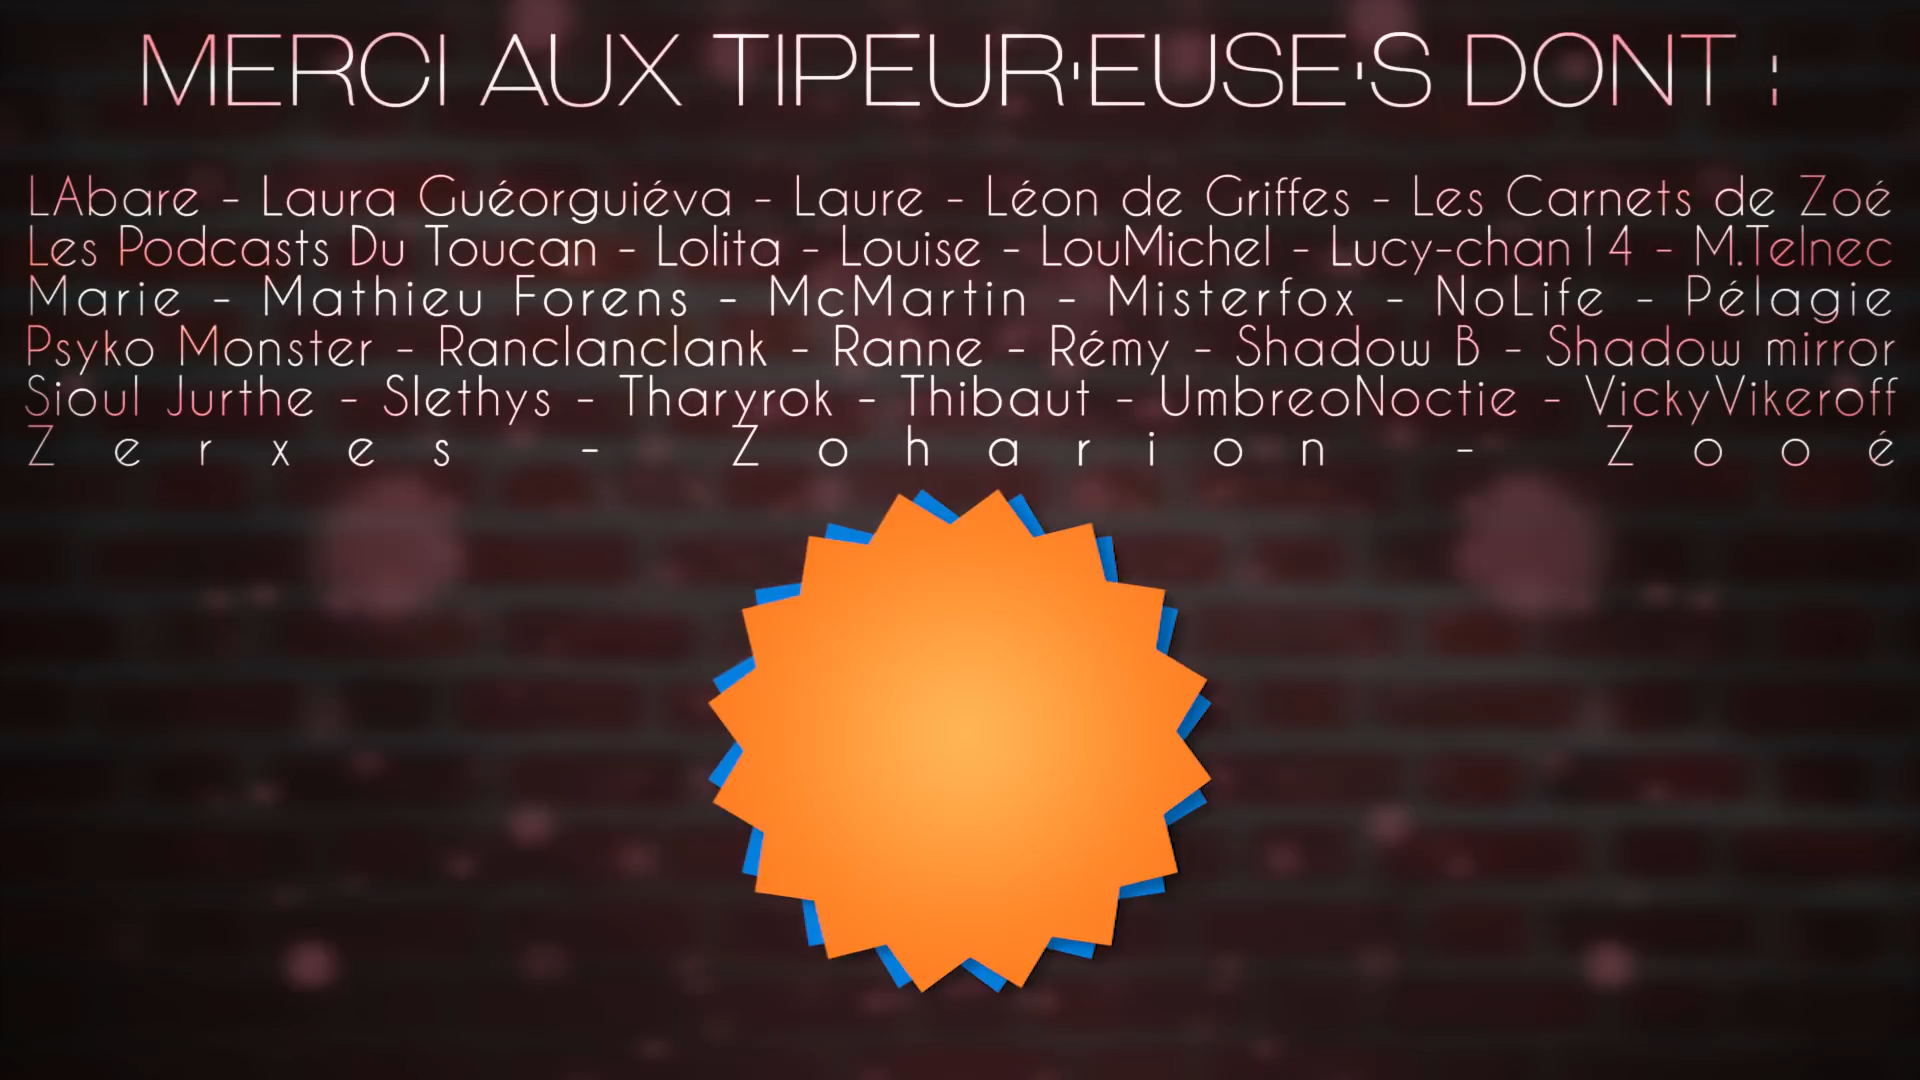 MERCI AUX TIPEUR·EUSE·S DONT :
LAbare - Laura Guéorguiéva - Laure - Léon de Griffes - Les Carnets de Zoé
Les Podcasts Du Toucan - Lolita - Louise - LouMichel - Lucy-chan14 - M.Telnec
Marie - Mathieu Forens - McMartin - Misterfox - NoLife - Pélagie
Psyko Monster - Ranclanclank - Ranne - Rémy - Shadow B - Shadow mirror
Sioul Jurthe - Slethys - Tharyrok - Thibaut - UmbreoNoctie - VickyVikeroff
Zerxes - Zoharion - Zooé